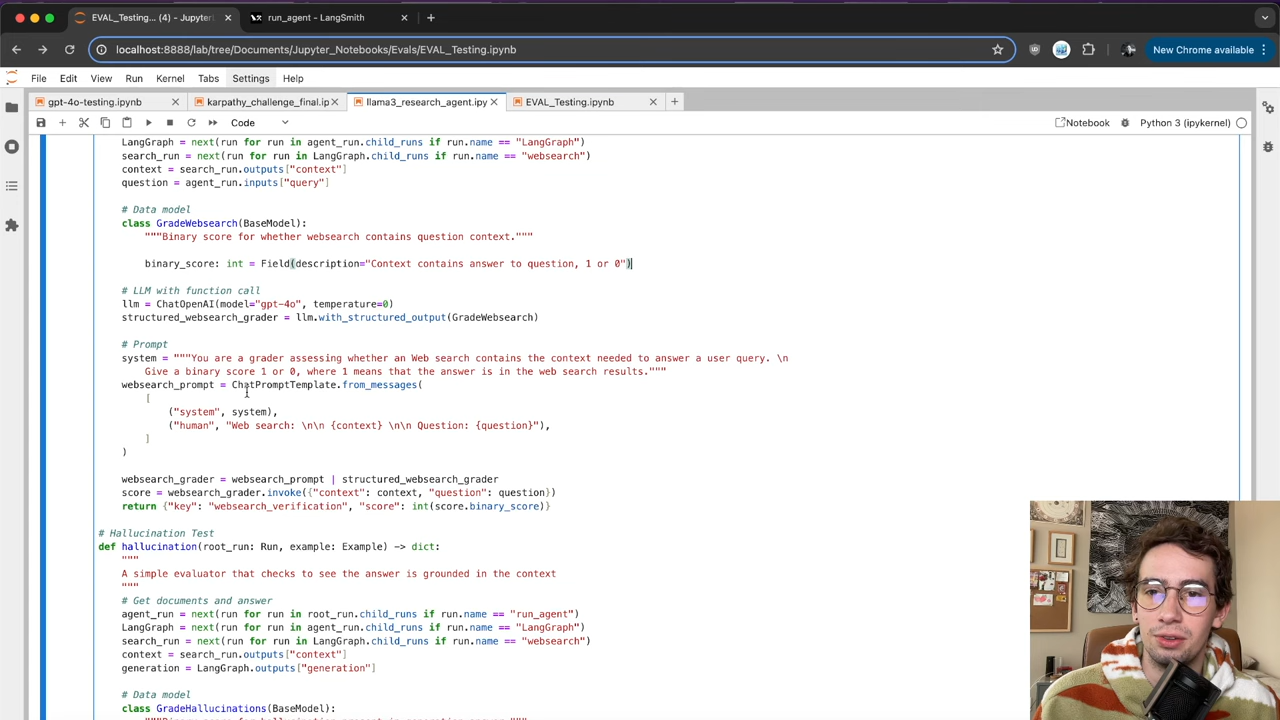 EVAL_Testing... (4) - Jupyter
run_agent - LangSmith
localhost:8888/lab/tree/Documents/Jupyter_Notebooks/Evals/EVAL_Testing.ipynb
New Chrome available
File Edit View Run Kernel Tabs Settings Help
gpt-4o-testing.ipynb
karpathy_challenge_final.ip
llama3_research_agent.ipy
EVAL_Testing.ipynb
Code
Notebook
Python 3 (ipykernel)
LangGraph = next(run for run in agent_run.child_runs if run.name == "LangGraph")
search_run = next(run for run in LangGraph.child_runs if run.name == "websearch")
context = search_run.outputs["context"]
question = agent_run.inputs["query"]
# Data model
class GradeWebsearch(BaseModel):
"""Binary score for whether websearch contains question context."""
binary_score: int = Field(description="Context contains answer to question, 1 or 0")
# LLM with function call
llm = ChatOpenAI(model="gpt-4o", temperature=0)
structured_websearch_grader = llm.with_structured_output(GradeWebsearch)
# Prompt
system = """You are a grader assessing whether an Web search contains the context needed to answer a user query. \n
Give a binary score 1 or 0, where 1 means that the answer is in the web search results."""
websearch_prompt = ChatPromptTemplate.from_messages(
[
("system", system),
("human", "Web search: \n\n {context} \n\n Question: {question}"),
]
)
websearch_grader = websearch_prompt | structured_websearch_grader
score = websearch_grader.invoke({"context": context, "question": question})
return {"key": "websearch_verification", "score": int(score.binary_score)}
# Hallucination Test
def hallucination(root_run: Run, example: Example) -> dict:
"""
A simple evaluator that checks to see the answer is grounded in the context
"""
# Get documents and answer
agent_run = next(run for run in root_run.child_runs if run.name == "run_agent")
LangGraph = next(run for run in agent_run.child_runs if run.name == "LangGraph")
search_run = next(run for run in LangGraph.child_runs if run.name == "websearch")
context = search_run.outputs["context"]
generation = LangGraph.outputs["generation"]
# Data model
class GradeHallucinations(BaseModel):